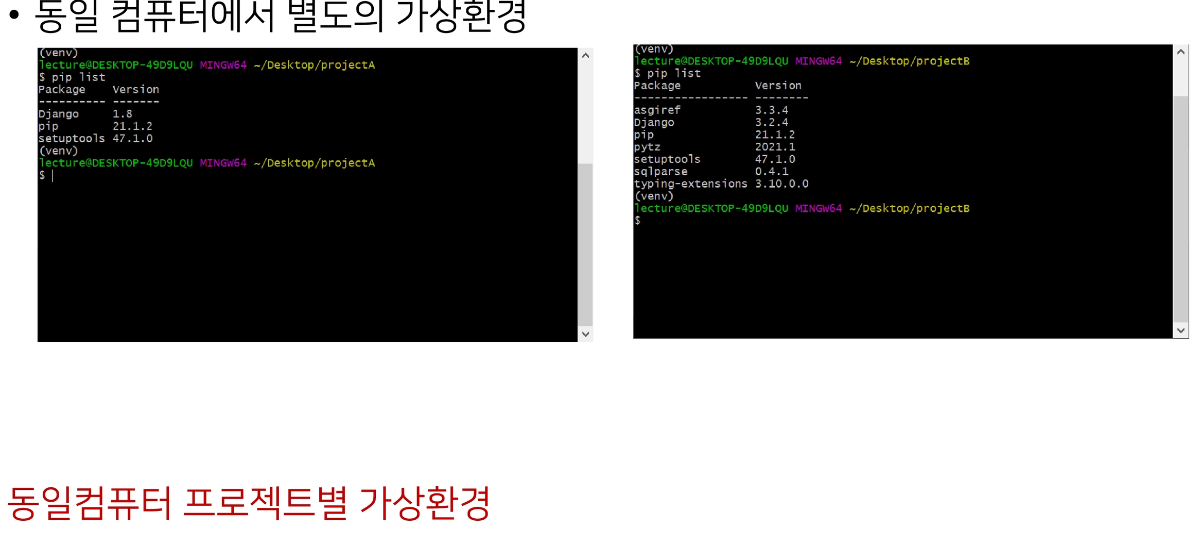 • 동일 컴퓨터에서 별도의 가상환경
(venv)
lecture@DESKTOP-49D9LQU MINGW64 ~/Desktop/projectA
$ pip list
Package    Version
---------- -------
Django     1.8
pip        21.1.2
setuptools 47.1.0
(venv)
lecture@DESKTOP-49D9LQU MINGW64 ~/Desktop/projectA
$
(venv)
lecture@DESKTOP-49D9LQU MINGW64 ~/Desktop/projectB
$ pip list
Package           Version
----------------- --------
asgiref           3.3.4
Django            3.2.4
pip               21.1.2
pytz              2021.1
setuptools        47.1.0
sqlparse          0.4.1
typing-extensions 3.10.0.0
(venv)
lecture@DESKTOP-49D9LQU MINGW64 ~/Desktop/projectB
$
동일컴퓨터 프로젝트별 가상환경